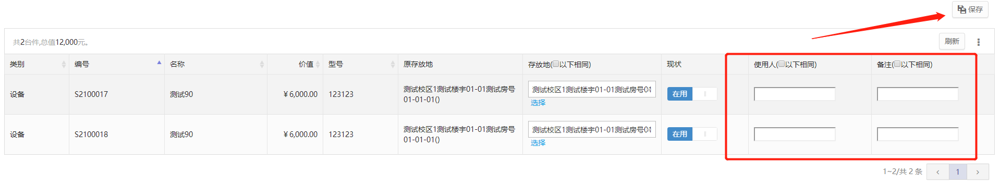 保存
共2台件,总值12,000元。
刷新
类别 编号 名称 价值 型号 原存放地 存放地(以下相同) 现状 使用人(以下相同) 备注(以下相同)
设备 S2100017 测试90 ¥6,000.00 123123 测试校区1测试楼宇01-01测试房号 测试校区1测试楼宇01-01测试房号01 在用
01-01-01() 选择
设备 S2100018 测试90 ¥6,000.00 123123 测试校区1测试楼宇01-01测试房号 测试校区1测试楼宇01-01测试房号01 在用
01-01-01() 选择
1~2/共 2 条 ‹ 1 ›